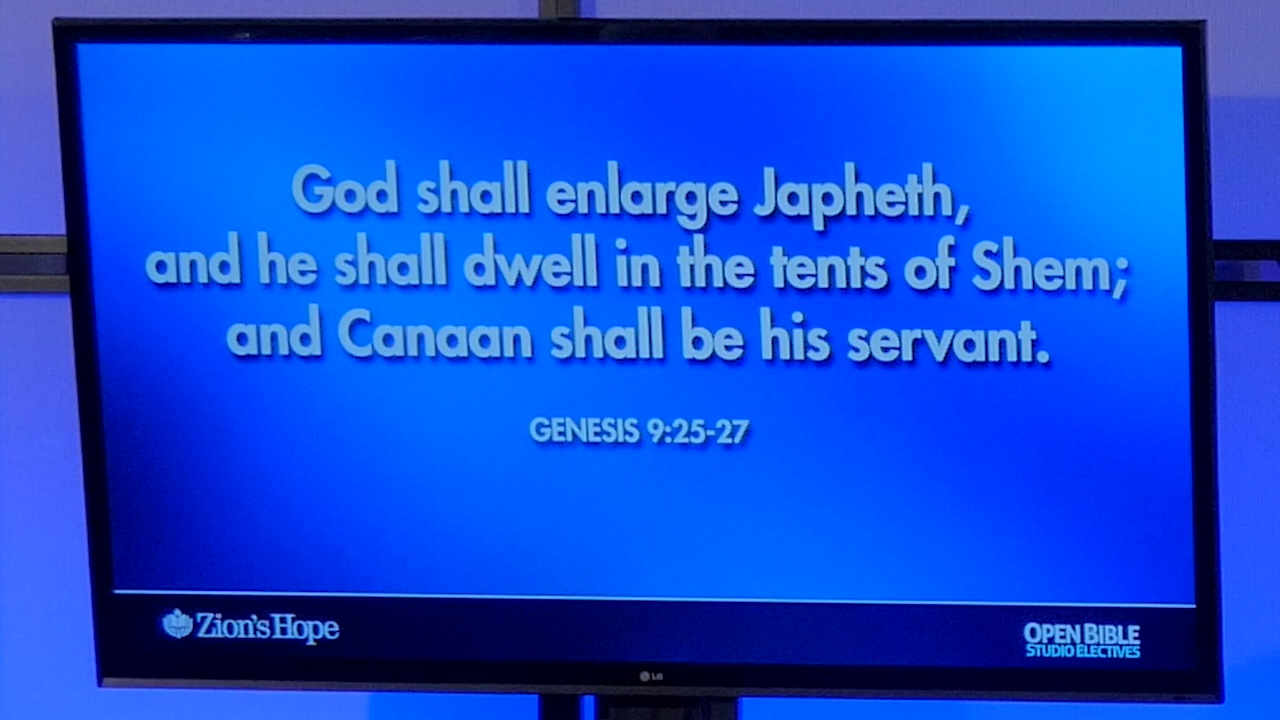 God shall enlarge Japheth,
and he shall dwell in the tents of Shem;
and Canaan shall be his servant.
GENESIS 9:25-27
Zion's Hope
OPEN BIBLE
STUDIO ELECTIVES
LG